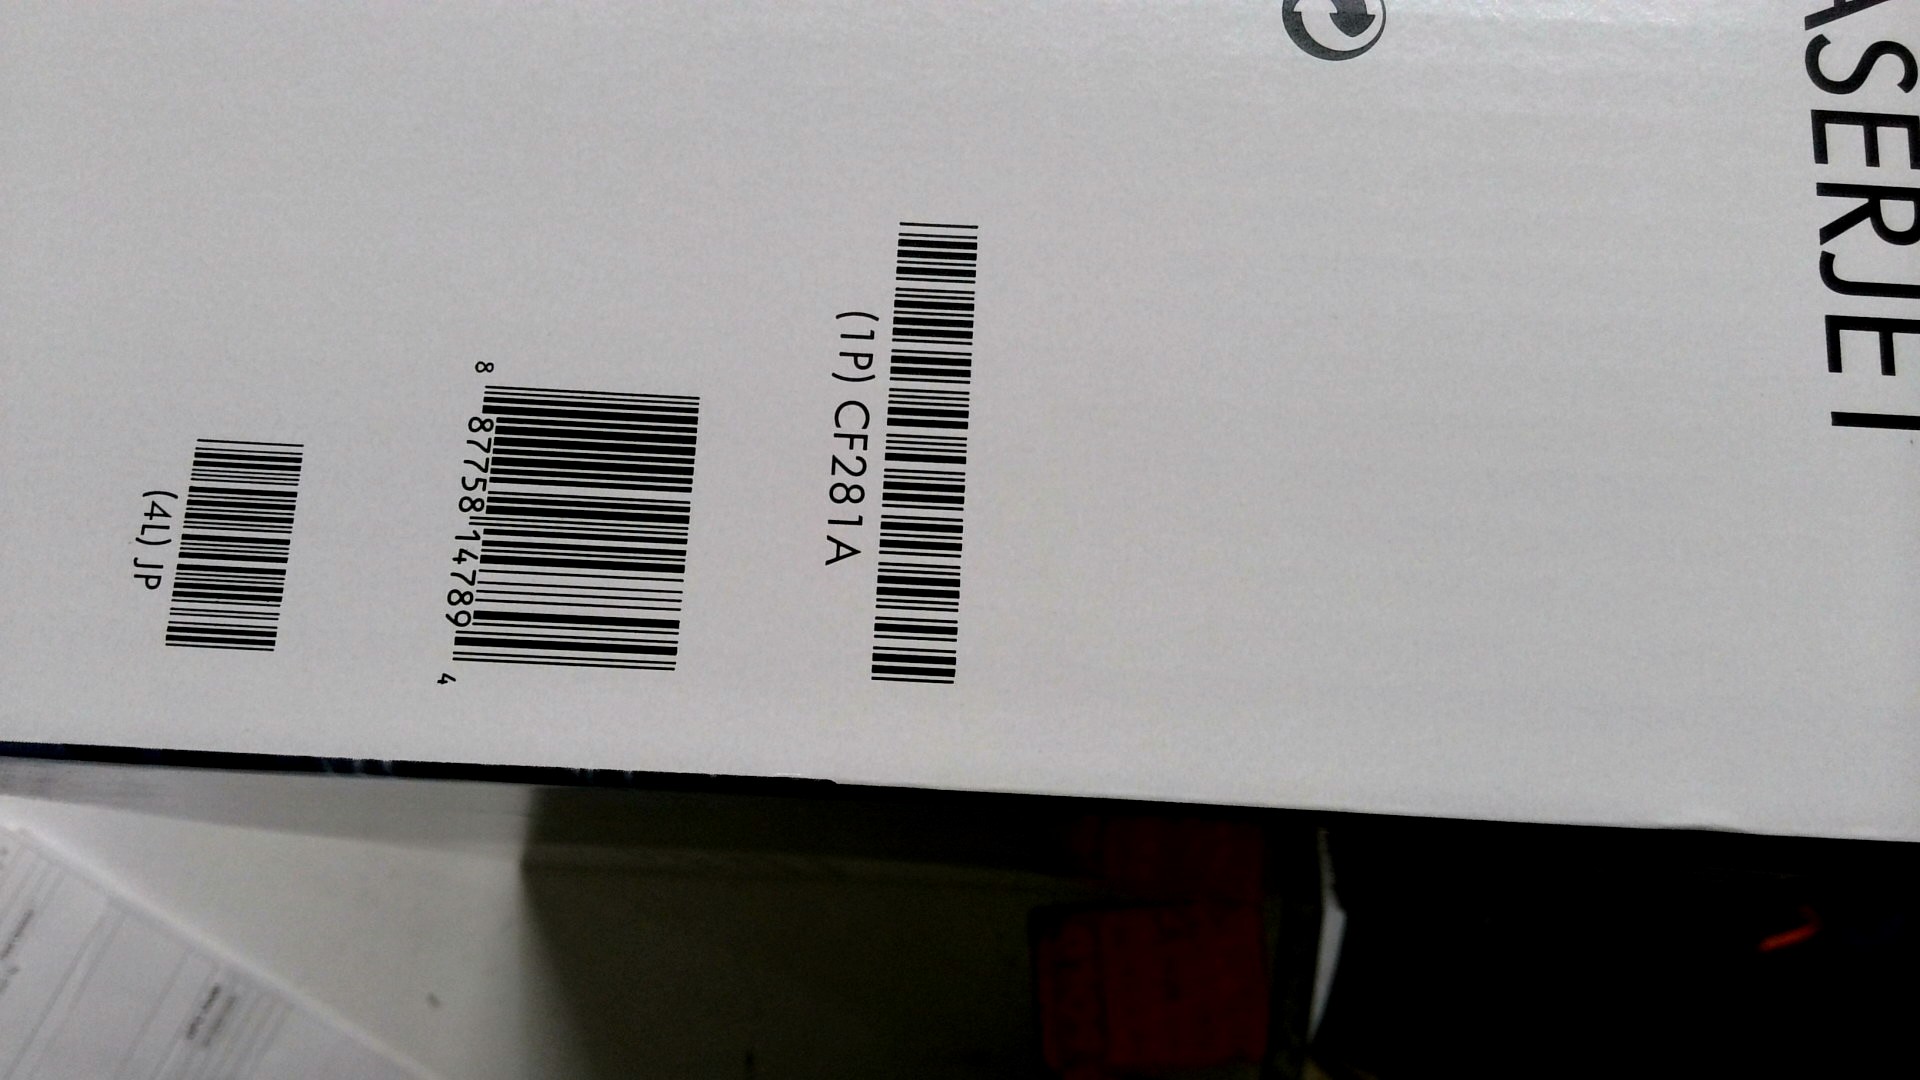 ASERJET
(1P) CF281A
8 87758 14789 4
(4L) JP